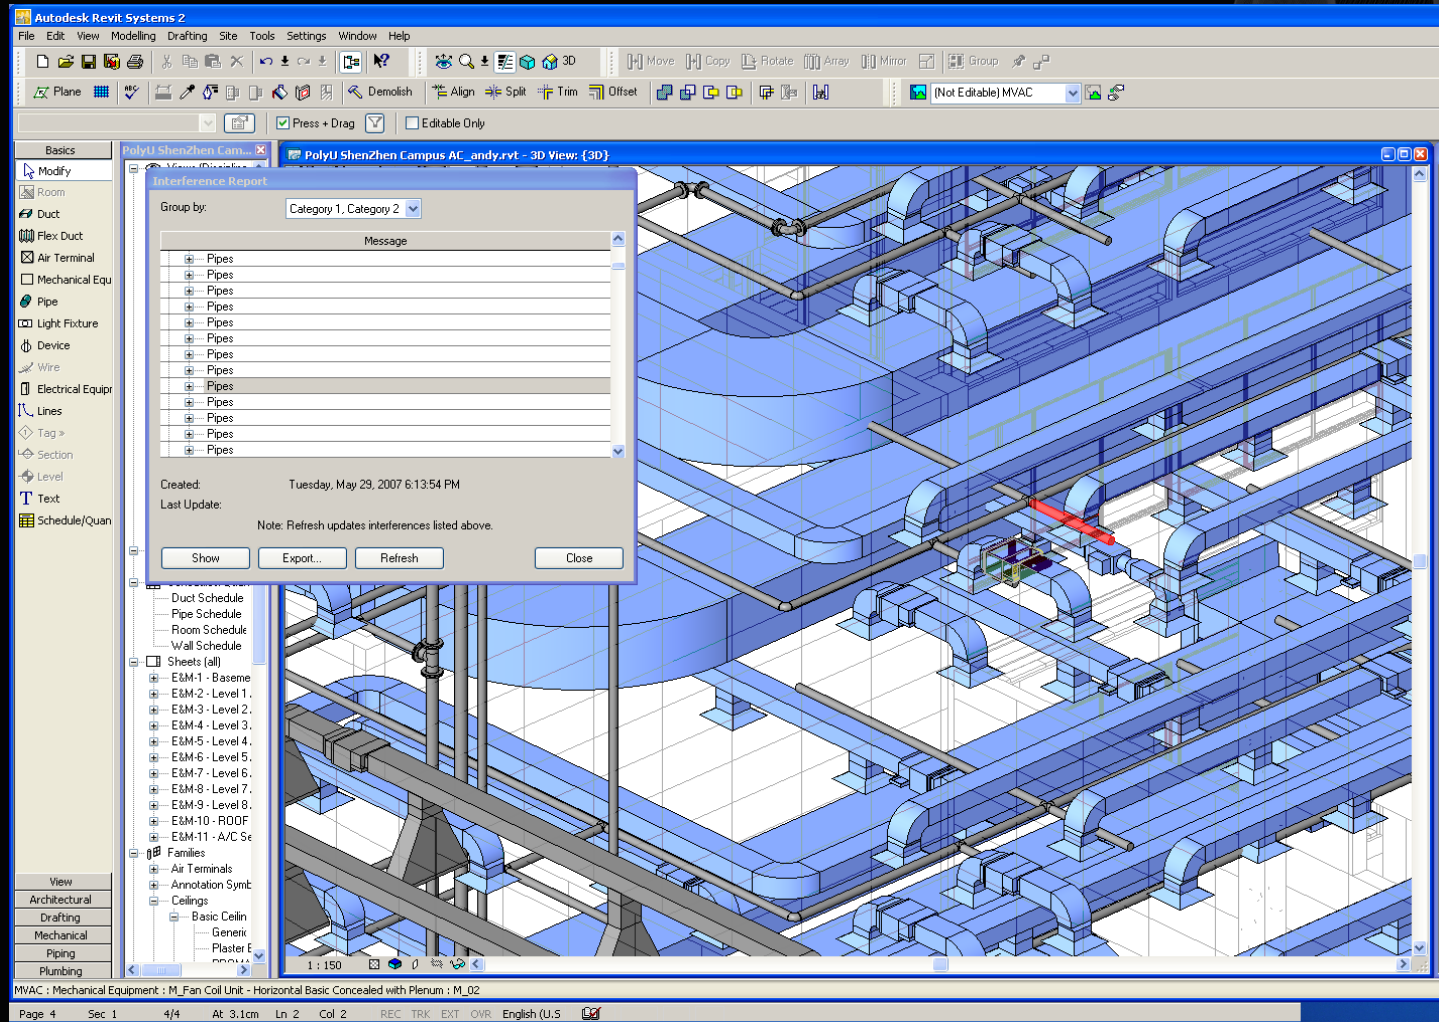 Autodesk Revit Systems 2
File Edit View Modelling Drafting Site Tools Settings Window Help
3D Move Copy Rotate Array Mirror Group
Plane Demolish Align Split Trim Offset (Not Editable) MVAC
Press + Drag Editable Only
Basics
Modify
Room
Duct
Flex Duct
Air Terminal
Mechanical Equ
Pipe
Light Fixture
Device
Wire
Electrical Equipr
Lines
Tag »
Section
Level
Text
Schedule/Quan
View
Architectural
Drafting
Mechanical
Piping
Plumbing
PolyU ShenZhen Cam...
Views (Discipline
PolyU ShenZhen Campus AC_andy.rvt - 3D View: {3D}
Interference Report
Group by: Category 1, Category 2
Message
Pipes
Pipes
Pipes
Pipes
Pipes
Pipes
Pipes
Pipes
Pipes
Pipes
Pipes
Pipes
Pipes
Created: Tuesday, May 29, 2007 6:13:54 PM
Last Update:
Note: Refresh updates interferences listed above.
Show Export... Refresh Close
Duct Schedule
Pipe Schedule
Room Schedule
Wall Schedule
Sheets (all)
E&M-1 - Baseme
E&M-2 - Level 1
E&M-3 - Level 2
E&M-4 - Level 3
E&M-5 - Level 4
E&M-6 - Level 5
E&M-7 - Level 6
E&M-8 - Level 7
E&M-9 - Level 8
E&M-10 - ROOF
E&M-11 - A/C Se
Families
Air Terminals
Annotation Symb
Ceilings
Basic Ceilin
Generic
Plaster E
1 : 150
MVAC : Mechanical Equipment : M_Fan Coil Unit - Horizontal Basic Concealed with Plenum : M_02
Page 4 Sec 1 4/4 At 3.1cm Ln 2 Col 2 REC TRK EXT OVR English (U.S